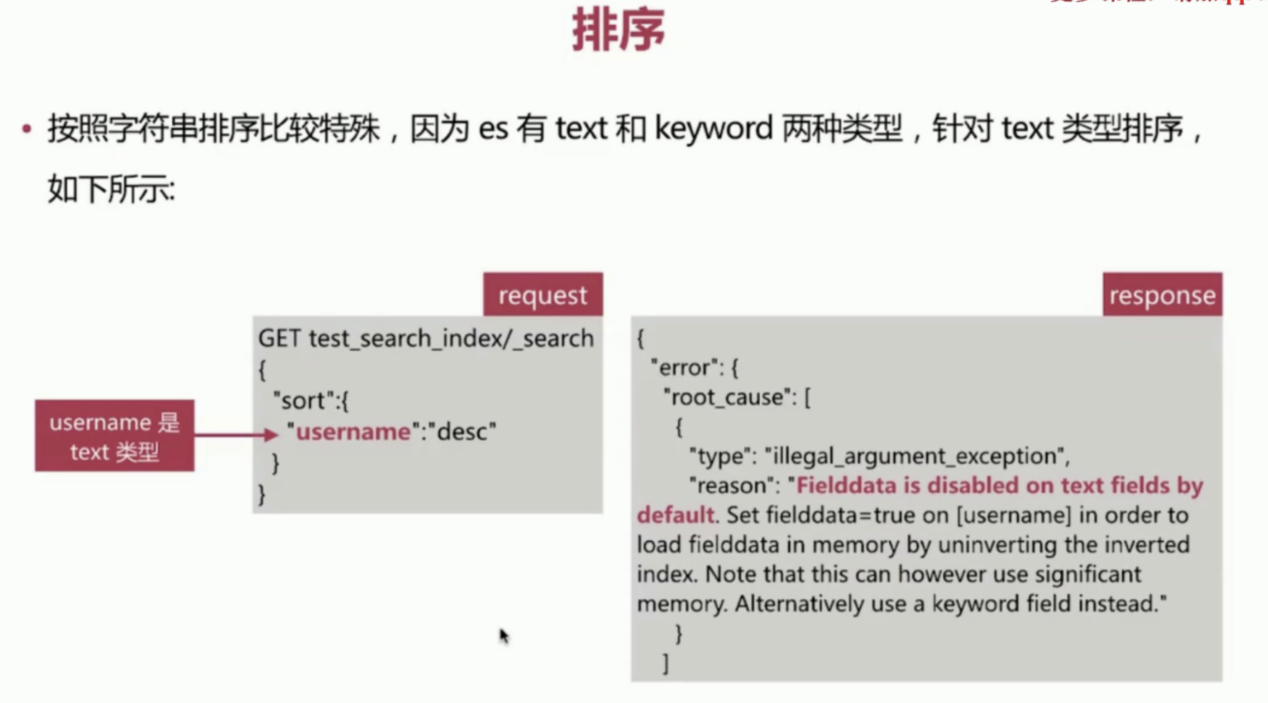 排序
• 按照字符串排序比较特殊，因为 es 有 text 和 keyword 两种类型，针对 text 类型排序，
如下所示:
request
GET test_search_index/_search
{
"sort":{
"username":"desc"
}
}
username 是
text 类型
response
{
"error": {
"root_cause": [
{
"type": "illegal_argument_exception",
"reason": "Fielddata is disabled on text fields by
default. Set fielddata=true on [username] in order to
load fielddata in memory by uninverting the inverted
index. Note that this can however use significant
memory. Alternatively use a keyword field instead."
}
]